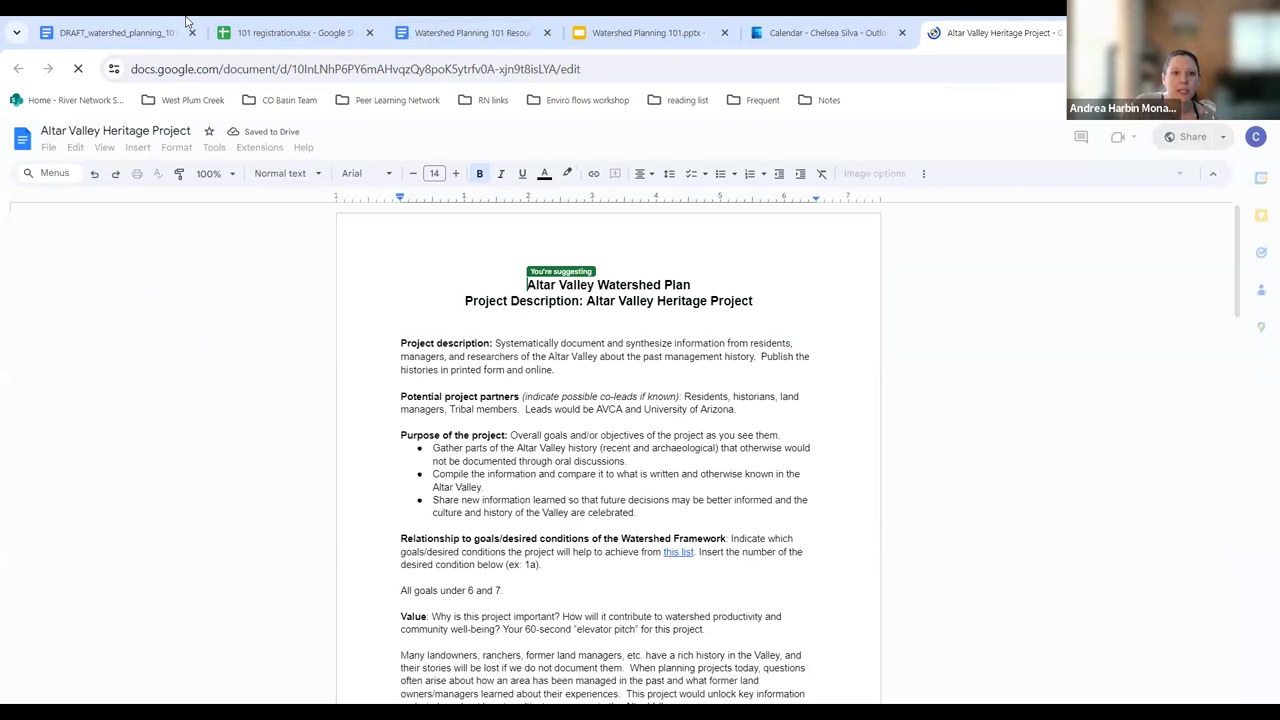 DRAFT_watershed_planning_101
101 registration.xlsx - Google S
Watershed Planning 101 Resour
Watershed Planning 101.pptx -
Calendar - Chelsea Silva - Outlo
Altar Valley Heritage Project - G
docs.google.com/document/d/10InLNhP6PY6mAHvqzQy8poK5ytrfv0A-xjn9t8isLYA/edit
Andrea Harbin Mona...
Home - River Network S...
West Plum Creek
CO Basin Team
Peer Learning Network
RN links
Enviro flows workshop
reading list
Frequent
Notes
Altar Valley Heritage Project
Saved to Drive
Share
C
File Edit View Insert Format Tools Extensions Help
Menus
100%
Normal text
Arial
14
B I U A
Image options
1 1 2 3 4 5 6 7
You're suggesting
Altar Valley Watershed Plan
Project Description: Altar Valley Heritage Project
Project description: Systematically document and synthesize information from residents,
managers, and researchers of the Altar Valley about the past management history. Publish the
histories in printed form and online.
Potential project partners (indicate possible co-leads if known): Residents, historians, land
managers, Tribal members. Leads would be AVCA and University of Arizona.
Purpose of the project: Overall goals and/or objectives of the project as you see them.
● Gather parts of the Altar Valley history (recent and archaeological) that otherwise would
not be documented through oral discussions.
● Compile the information and compare it to what is written and otherwise known in the
Altar Valley.
● Share new information learned so that future decisions may be better informed and the
culture and history of the Valley are celebrated.
Relationship to goals/desired conditions of the Watershed Framework: Indicate which
goals/desired conditions the project will help to achieve from this list. Insert the number of the
desired condition below (ex: 1a).
All goals under 6 and 7.
Value: Why is this project important? How will it contribute to watershed productivity and
community well-being? Your 60-second "elevator pitch" for this project.
Many landowners, ranchers, former land managers, etc. have a rich history in the Valley, and
their stories will be lost if we do not document them. When planning projects today, questions
often arise about how an area has been managed in the past and what former land
owners/managers learned about their experiences. This project would unlock key information